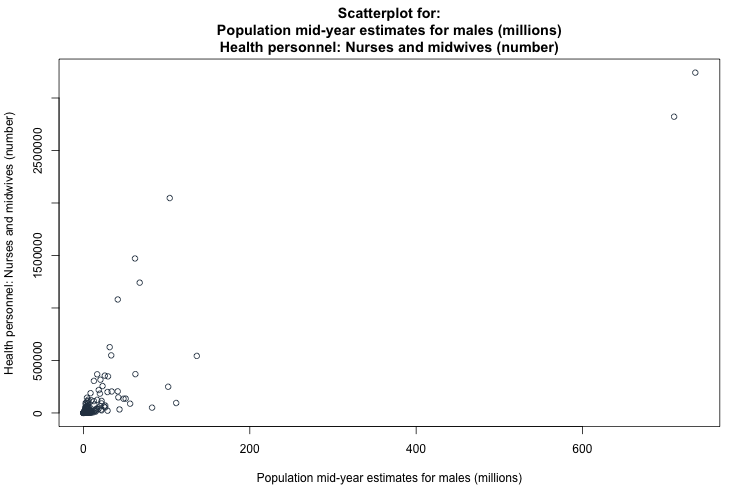 Scatterplot for:
Population mid-year estimates for males (millions)
Health personnel: Nurses and midwives (number)
Health personnel: Nurses and midwives (number)
2500000
1500000
500000
0
0 200 400 600
Population mid-year estimates for males (millions)